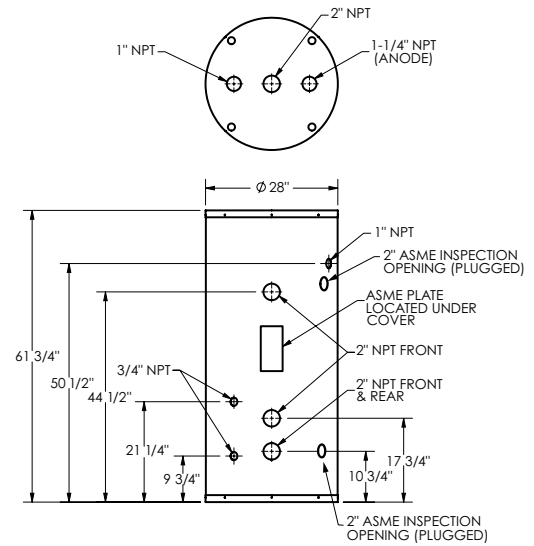 2" NPT
1" NPT
1-1/4" NPT
(ANODE)
Ø 28"
1" NPT
2" ASME INSPECTION
OPENING (PLUGGED)
ASME PLATE
LOCATED UNDER
COVER
61 3/4"
50 1/2"
44 1/2"
3/4" NPT
2" NPT FRONT
2" NPT FRONT
& REAR
21 1/4"
9 3/4"
17 3/4"
10 3/4"
2" ASME INSPECTION
OPENING (PLUGGED)